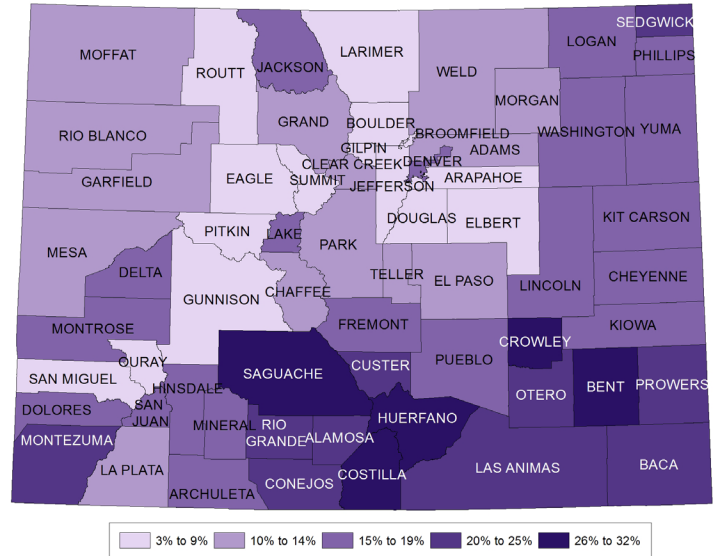 SEDGWICK
LOGAN
LARIMER
MOFFAT
PHILLIPS
JACKSON
ROUTT
WELD
MORGAN
GRAND
BOULDER
RIO BLANCO
BROOMFIELD
WASHINGTON
YUMA
GILPIN
ADAMS
CLEAR CREEK
DENVER
EAGLE
SUMMIT
ARAPAHOE
GARFIELD
JEFFERSON
DOUGLAS
ELBERT
KIT CARSON
PITKIN
LAKE
MESA
PARK
DELTA
TELLER
EL PASO
CHEYENNE
LINCOLN
CHAFFEE
GUNNISON
FREMONT
KIOWA
MONTROSE
CROWLEY
PUEBLO
OURAY
CUSTER
SAGUACHE
SAN MIGUEL
HINSDALE
OTERO
BENT
PROWERS
DOLORES
SAN
JUAN
HUERFANO
MINERAL
RIO
GRANDE
ALAMOSA
MONTEZUMA
LA PLATA
COSTILLA
LAS ANIMAS
BACA
CONEJOS
ARCHULETA
3% to 9%
10% to 14%
15% to 19%
20% to 25%
26% to 32%